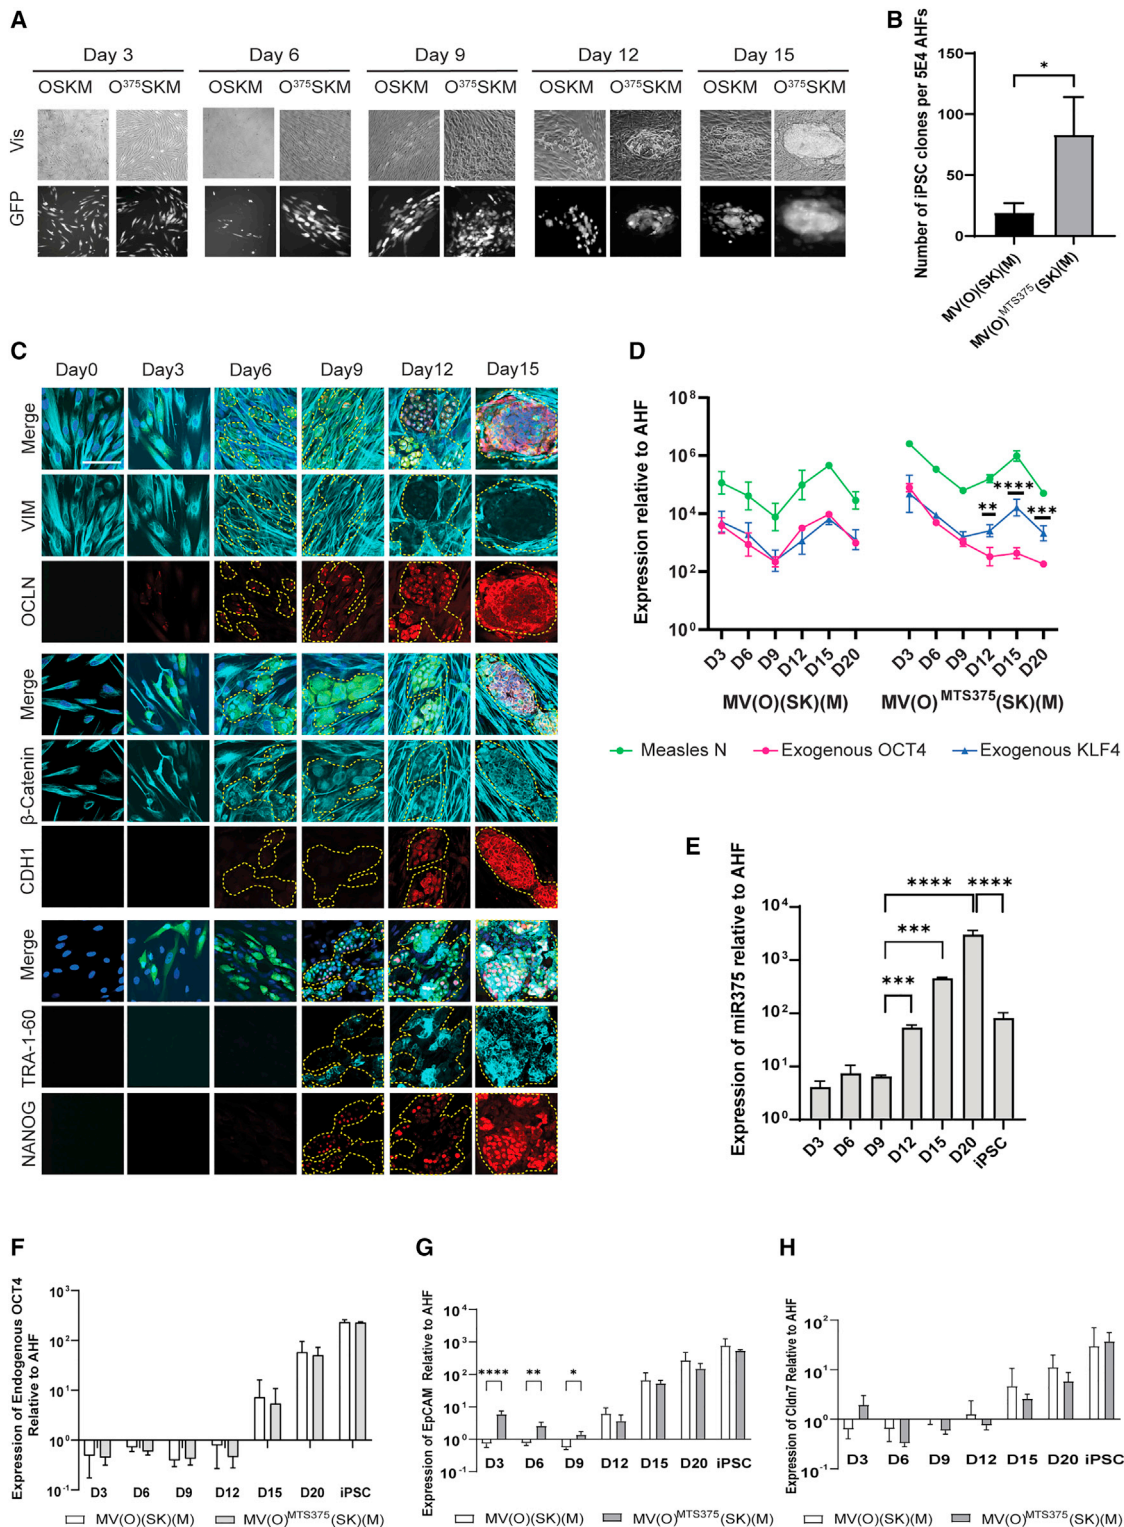 A
Day 3 Day 6 Day 9 Day 12 Day 15
OSKM O³⁷⁵SKM OSKM O³⁷⁵SKM OSKM O³⁷⁵SKM OSKM O³⁷⁵SKM OSKM O³⁷⁵SKM
Vis
GFP
B
Number of iPSC clones per 5E4 AHFs
150
*
100
50
0
MV(O)(SK)(M)
MV(O)ᴹᵀˢ³⁷⁵(SK)(M)
C
Day0 Day3 Day6 Day9 Day12 Day15
Merge
VIM
OCLN
Merge
β-Catenin
CDH1
Merge
TRA-1-60
NANOG
D
Expression relative to AHF
10⁸
10⁶
10⁴
10²
10⁰
** **** ***
D3 D6 D9 D12 D15 D20 D3 D6 D9 D12 D15 D20
MV(O)(SK)(M) MV(O)ᴹᵀˢ³⁷⁵(SK)(M)
Measles N Exogenous OCT4 Exogenous KLF4
E
Expression of miR375 relative to AHF
10⁴
10³
10²
10¹
10⁰
**** ****
***
***
D3 D6 D9 D12 D15 D20 iPSC
F
Expression of Endogenous OCT4
Relative to AHF
10³
10²
10¹
10⁰
10⁻¹
D3 D6 D9 D12 D15 D20 iPSC
MV(O)(SK)(M) MV(O)ᴹᵀˢ³⁷⁵(SK)(M)
G
Expression of EpCAM Relative to AHF
10⁴
10³
10²
10¹
10⁰
10⁻¹
**** ** *
D3 D6 D9 D12 D15 D20 iPSC
MV(O)(SK)(M) MV(O)ᴹᵀˢ³⁷⁵(SK)(M)
H
Expression of Cldn7 Relative to AHF
10²
10¹
10⁰
10⁻¹
D3 D6 D9 D12 D15 D20 iPSC
MV(O)(SK)(M) MV(O)ᴹᵀˢ³⁷⁵(SK)(M)